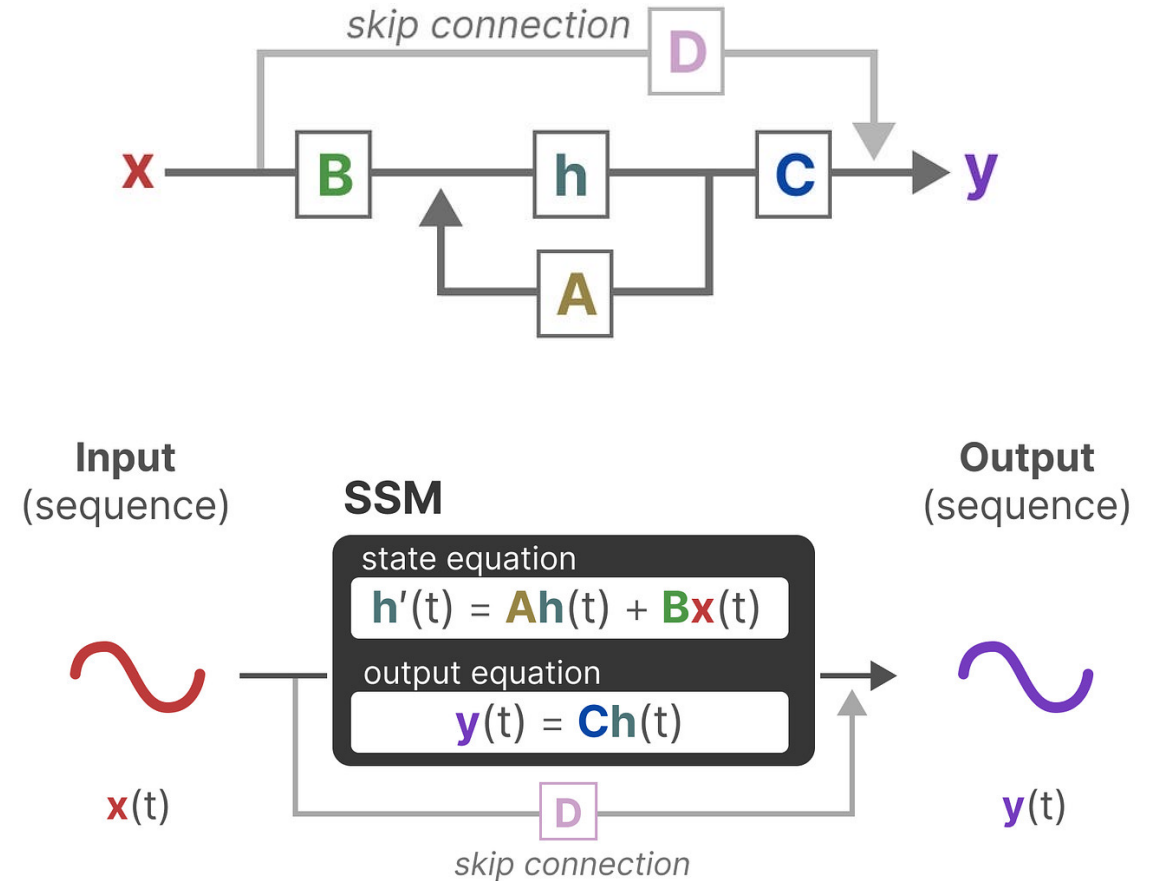 skip connection
D
x
B
h
C
y
A
Input
(sequence)
Output
(sequence)
SSM
state equation
h′(t) = Ah(t) + Bx(t)
output equation
y(t) = Ch(t)
x(t)
D
y(t)
skip connection